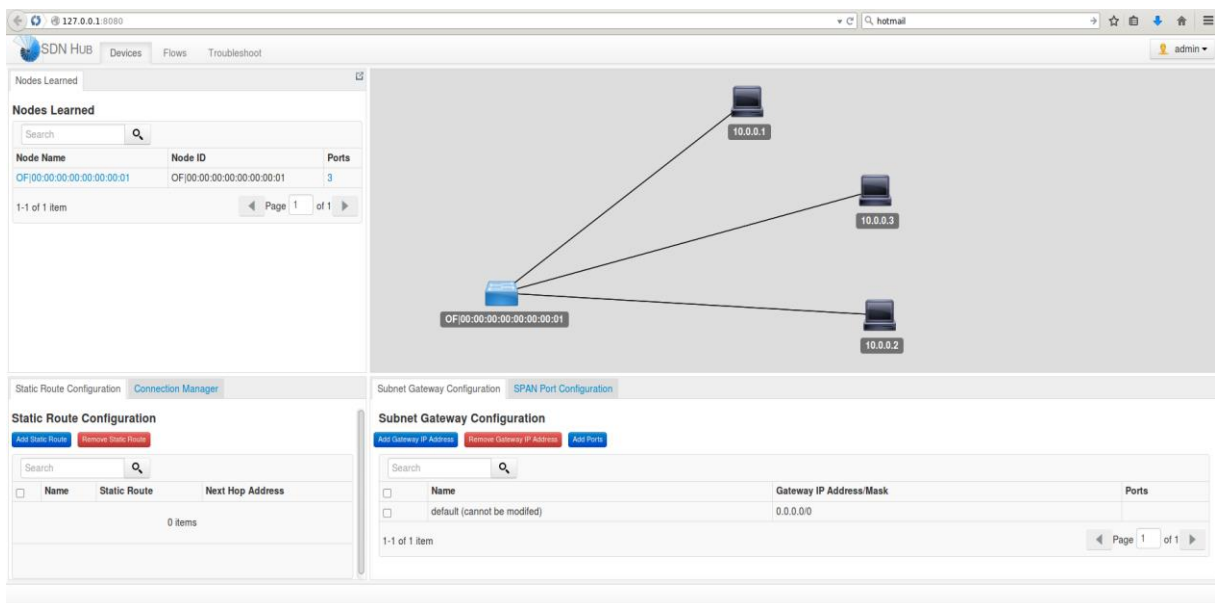 127.0.0.1:8080
hotmail
SDN HUB
Devices
Flows
Troubleshoot
admin
Nodes Learned
Nodes Learned
Search
Node Name Node ID Ports
OF|00:00:00:00:00:00:00:01 OF|00:00:00:00:00:00:00:01 3
1-1 of 1 item Page 1 of 1
10.0.0.1
10.0.0.3
OF|00:00:00:00:00:00:00:01
10.0.0.2
Static Route Configuration Connection Manager
Static Route Configuration
Add Static Route Remove Static Route
Search
Name Static Route Next Hop Address
0 items
Subnet Gateway Configuration SPAN Port Configuration
Subnet Gateway Configuration
Add Gateway IP Address Remove Gateway IP Address Add Ports
Search
Name Gateway IP Address/Mask Ports
default (cannot be modifed) 0.0.0.0/0
1-1 of 1 item Page 1 of 1